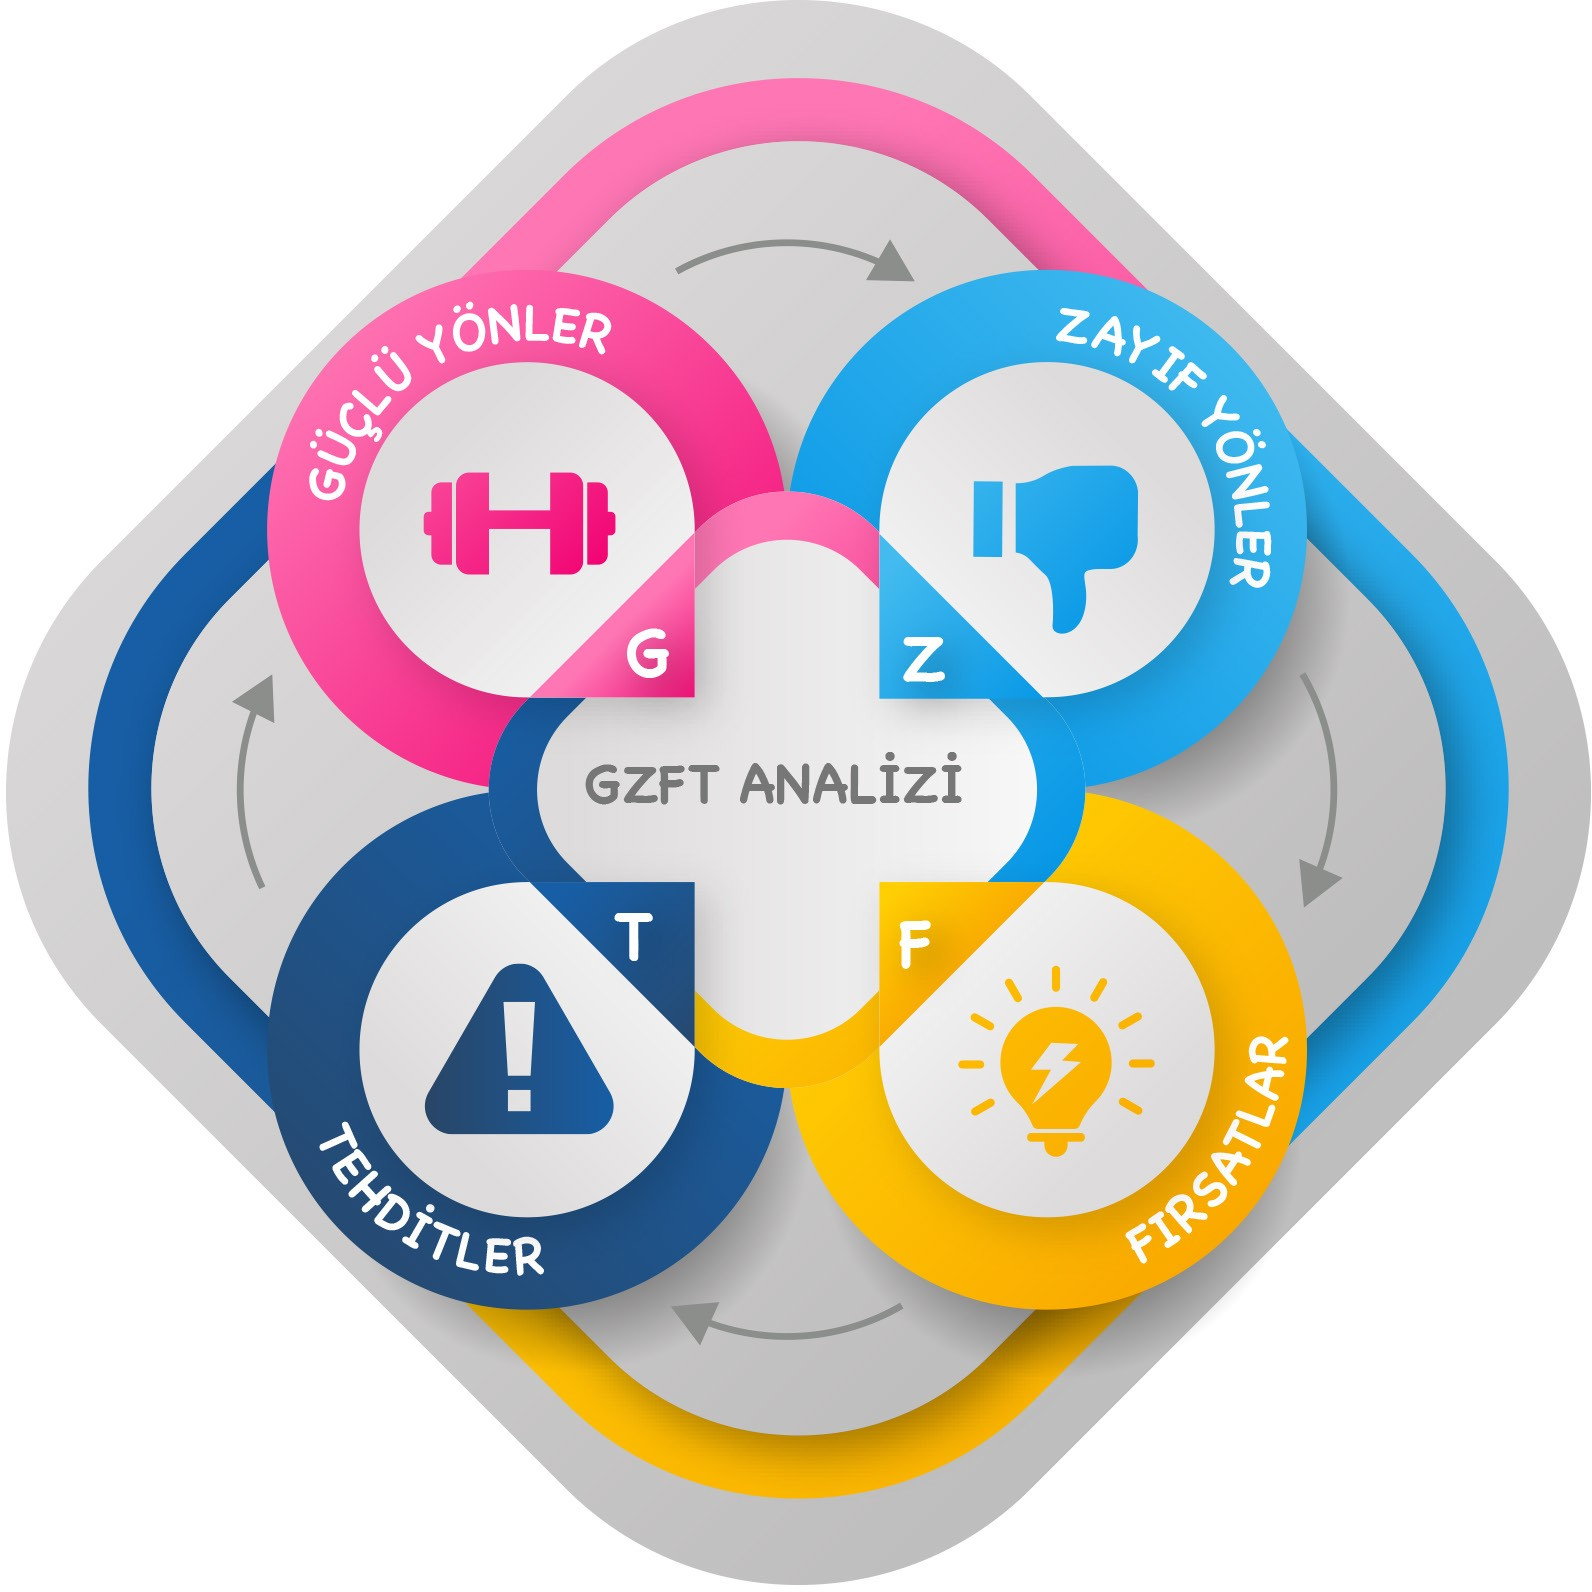 GÜÇLÜ YÖNLER
ZAYIF YÖNLER
G
Z
GZFT ANALİZİ
T
F
TEHDİTLER
FIRSATLAR